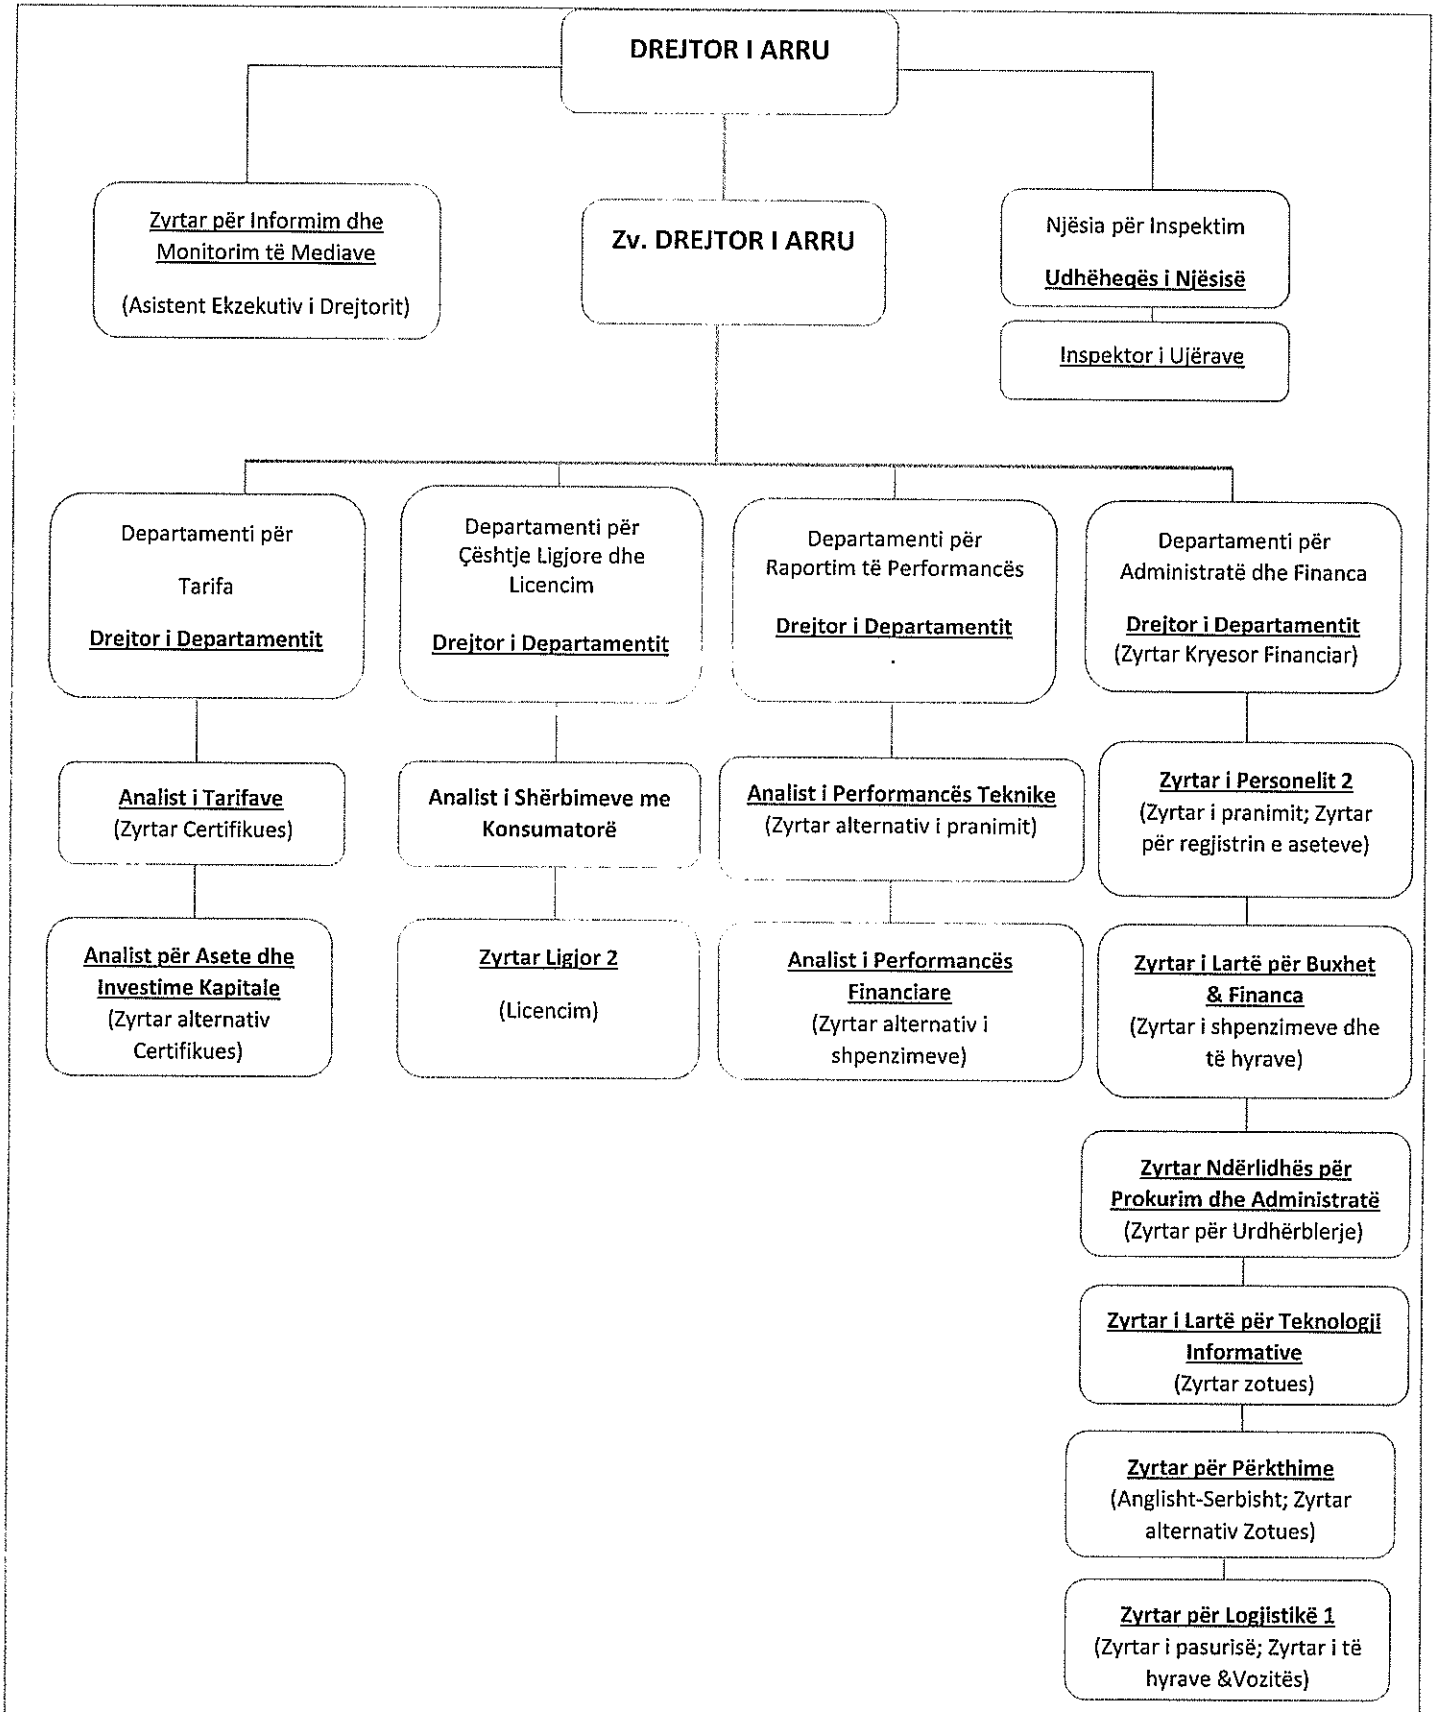 DREJTOR I ARRU
Zyrtar për Informim dhe
Monitorim të Mediave
(Asistent Ekzekutiv i Drejtorit)
Zv. DREJTOR I ARRU
Njësia për Inspektim
Udhëheqës i Njësisë
Inspektor i Ujërave
Departamenti për
Tarifa
Drejtor i Departamentit
Departamenti për
Çështje Ligjore dhe
Licencim
Drejtor i Departamentit
Departamenti për
Raportim të Performancës
Drejtor i Departamentit
.
Departamenti për
Administratë dhe Financa
Drejtor i Departamentit
(Zyrtar Kryesor Financiar)
Analist i Tarifave
(Zyrtar Certifikues)
Analist i Shërbimeve me
Konsumatorë
Analist i Performancës Teknike
(Zyrtar alternativ i pranimit)
Zyrtar i Personelit 2
(Zyrtar i pranimit; Zyrtar
për regjistrin e aseteve)
Analist për Asete dhe
Investime Kapitale
(Zyrtar alternativ
Certifikues)
Zyrtar Ligjor 2
(Licencim)
Analist i Performancës
Financiare
(Zyrtar alternativ i
shpenzimeve)
Zyrtar i Lartë për Buxhet
& Financa
(Zyrtar i shpenzimeve dhe
të hyrave)
Zyrtar Ndërlidhës për
Prokurim dhe Administratë
(Zyrtar për Urdhërblerje)
Zyrtar i Lartë për Teknologji
Informative
(Zyrtar zotues)
Zyrtar për Përkthime
(Anglisht-Serbisht; Zyrtar
alternativ Zotues)
Zyrtar për Logjistikë 1
(Zyrtar i pasurisë; Zyrtar i të
hyrave &Vozitës)